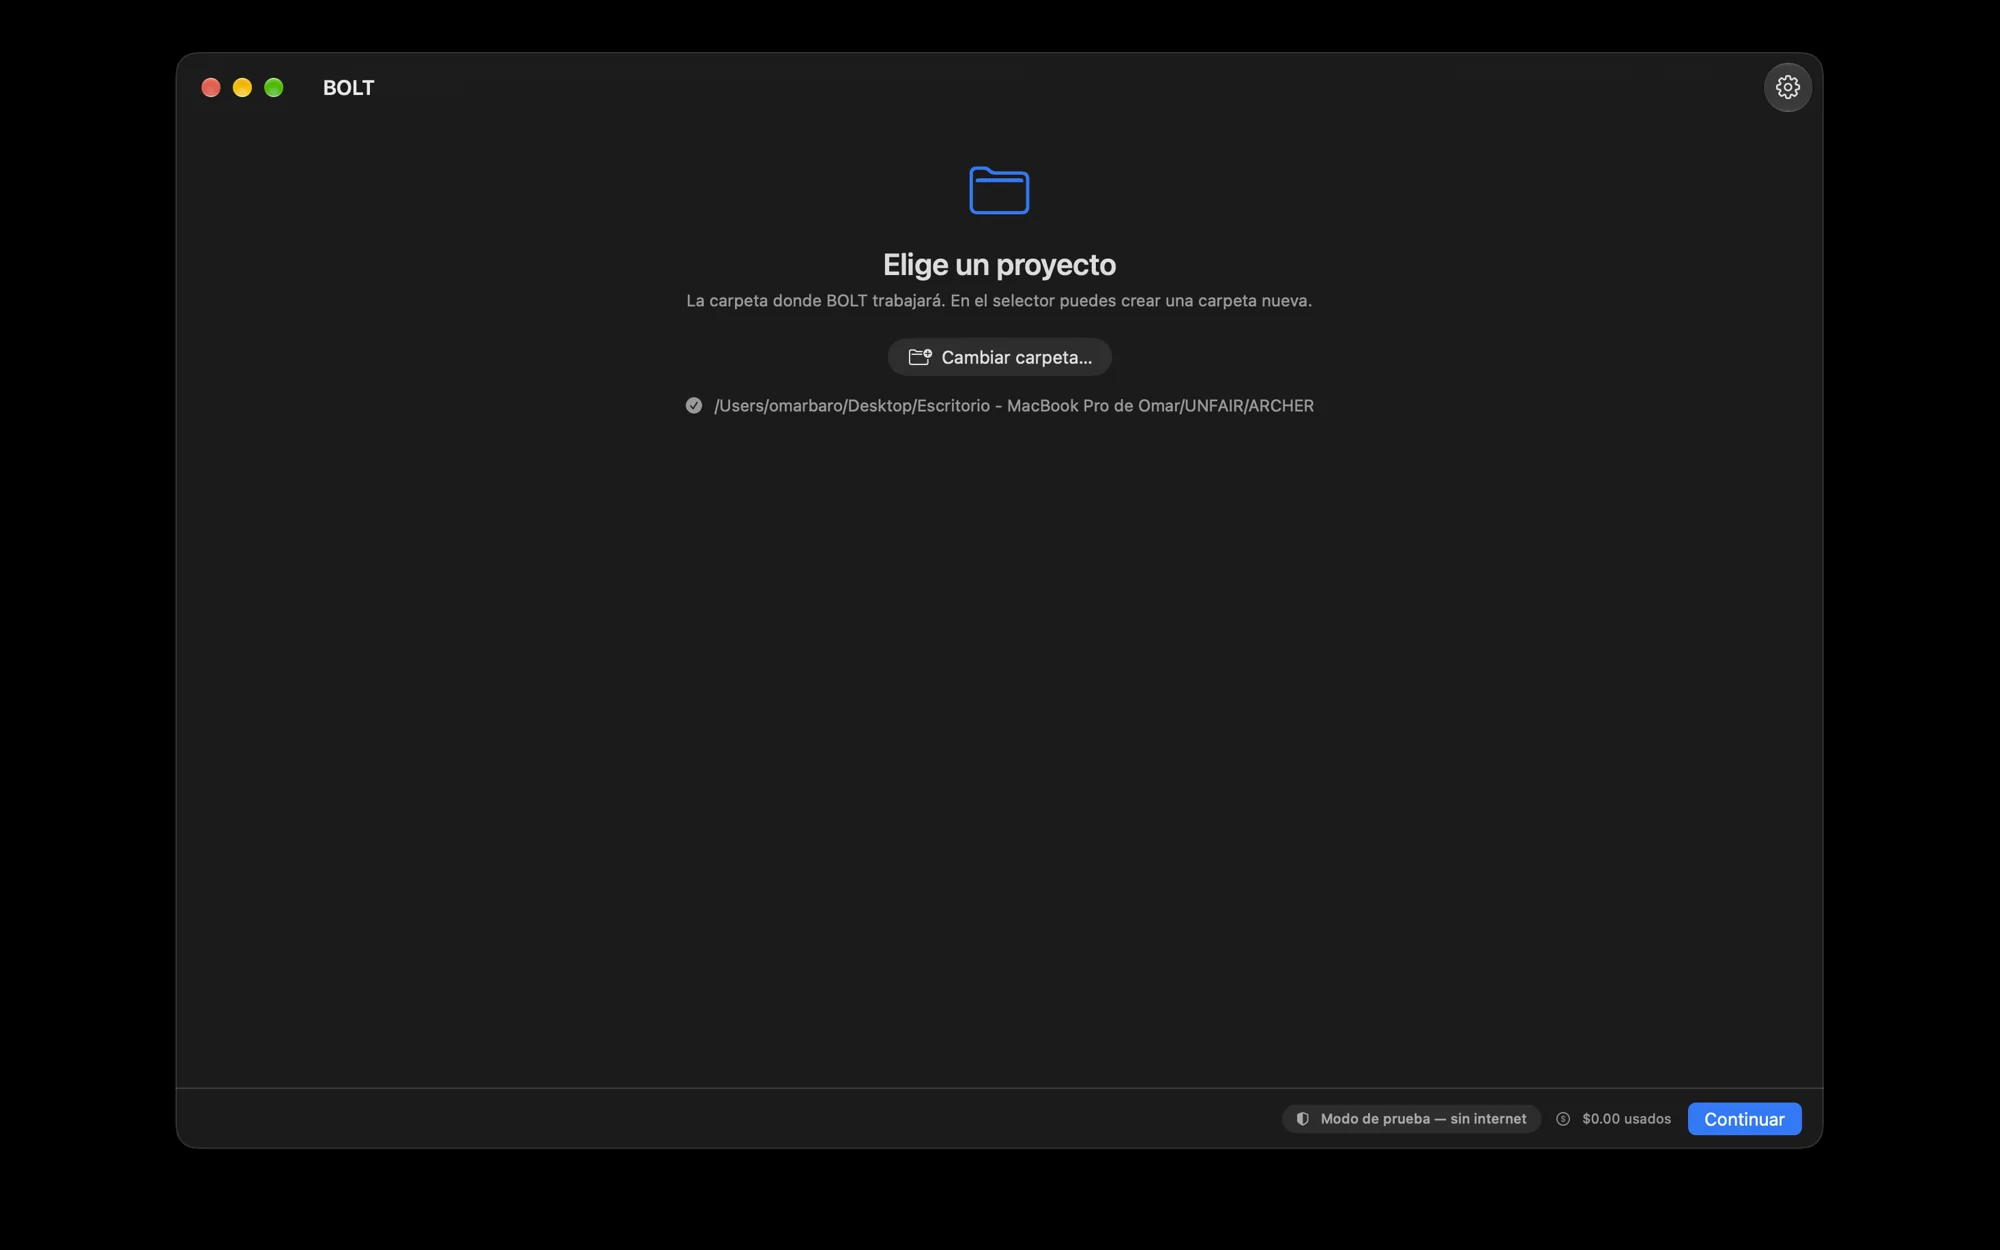 BOLT
Elige un proyecto
La carpeta donde BOLT trabajará. En el selector puedes crear una carpeta nueva.
Cambiar carpeta...
/Users/omarbaro/Desktop/Escritorio - MacBook Pro de Omar/UNFAIR/ARCHER
Modo de prueba — sin internet
$0.00 usados
Continuar